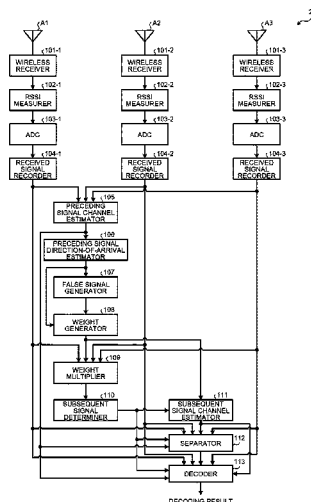 3
A1 A2 A3
101-1 101-2 101-3
WIRELESS RECEIVER WIRELESS RECEIVER WIRELESS RECEIVER
102-1 102-2 102-3
RSSI MEASURER RSSI MEASURER RSSI MEASURER
103-1 103-2 103-3
ADC ADC ADC
104-1 104-2 104-3
RECEIVED SIGNAL RECORDER RECEIVED SIGNAL RECORDER RECEIVED SIGNAL RECORDER
105
PRECEDING SIGNAL CHANNEL ESTIMATOR
106
PRECEDING SIGNAL DIRECTION-OF-ARRIVAL ESTIMATOR
107
FALSE SIGNAL GENERATOR
108
WEIGHT GENERATOR
109
WEIGHT MULTIPLIER
110 111
SUBSEQUENT SIGNAL DETERMINER SUBSEQUENT SIGNAL CHANNEL ESTIMATOR
112
SEPARATOR
113
DECODER
DECODING RESULT